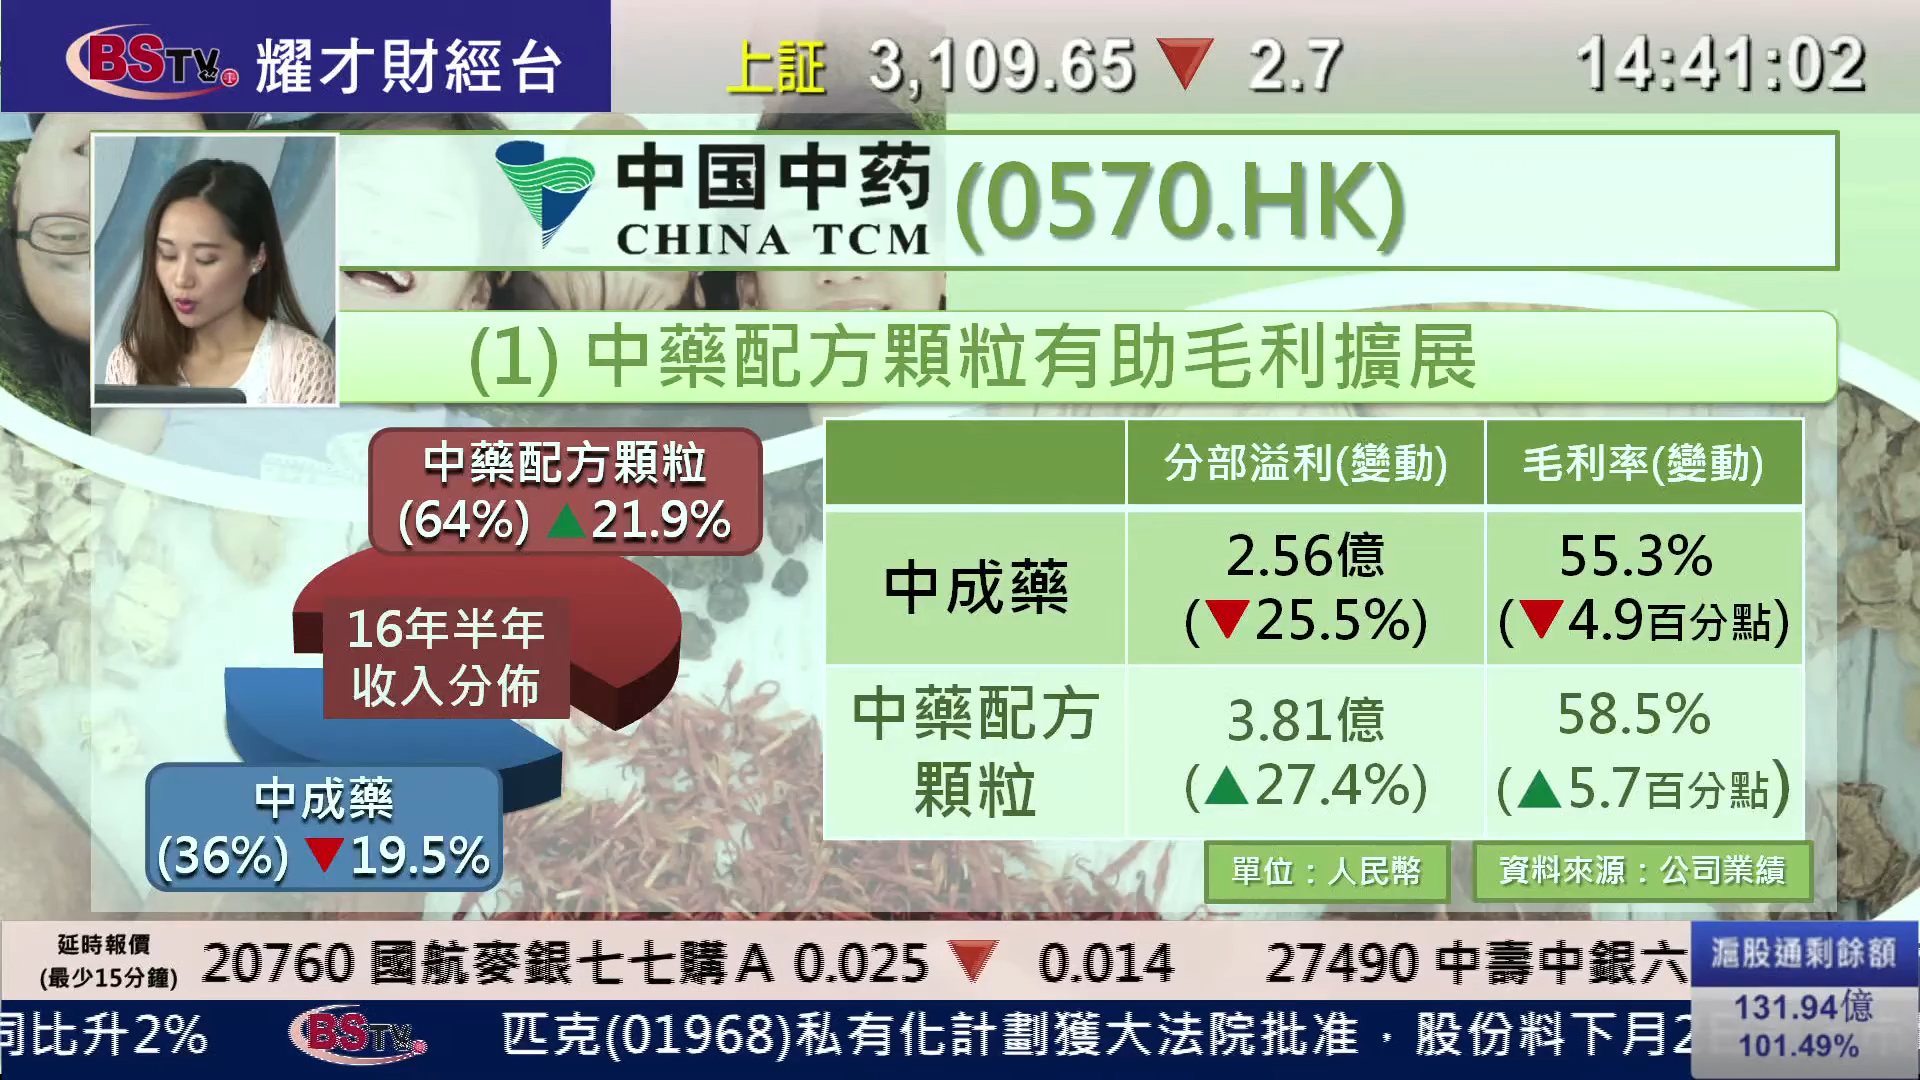 BSTV 耀才財經台
上証 3,109.65 ▼ 2.7
14:41:02
中国中药
CHINA TCM
(0570.HK)
(1) 中藥配方顆粒有助毛利擴展
中藥配方顆粒
(64%) ▲21.9%
16年半年
收入分佈
中成藥
(36%) ▼19.5%
分部溢利(變動) 毛利率(變動)
中成藥
2.56億
(▼25.5%)
55.3%
(▼4.9百分點)
中藥配方
顆粒
3.81億
(▲27.4%)
58.5%
(▲5.7百分點)
單位：人民幣
資料來源：公司業績
延時報價
(最少15分鐘)
20760 國航麥銀七七購A 0.025 ▼ 0.014 27490 中壽中銀六
滬股通剩餘額
131.94億
101.49%
同比升2% BSTV 匹克(01968)私有化計劃獲大法院批准，股份料下月2